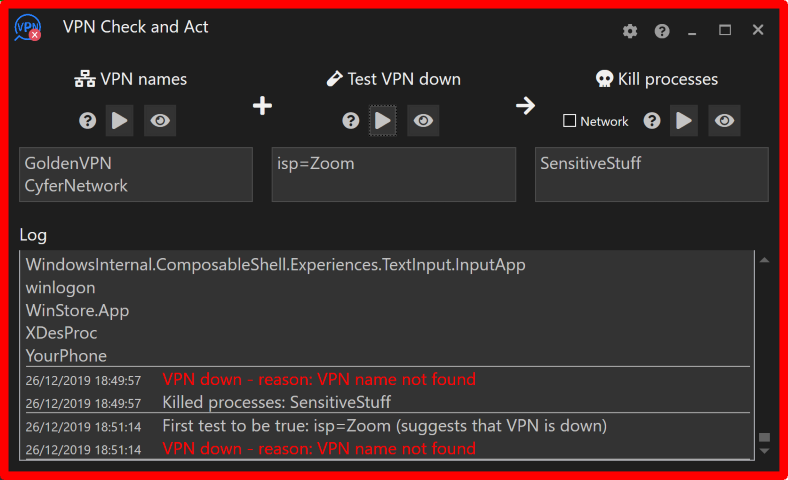 VPN
VPN Check and Act
VPN names
Test VPN down
Kill processes
Network
GoldenVPN
CyferNetwork
isp=Zoom
SensitiveStuff
Log
WindowsInternal.ComposableShell.Experiences.TextInput.InputApp
winlogon
WinStore.App
XDesProc
YourPhone
26/12/2019 18:49:57 VPN down - reason: VPN name not found
26/12/2019 18:49:57 Killed processes: SensitiveStuff
26/12/2019 18:51:14 First test to be true: isp=Zoom (suggests that VPN is down)
26/12/2019 18:51:14 VPN down - reason: VPN name not found